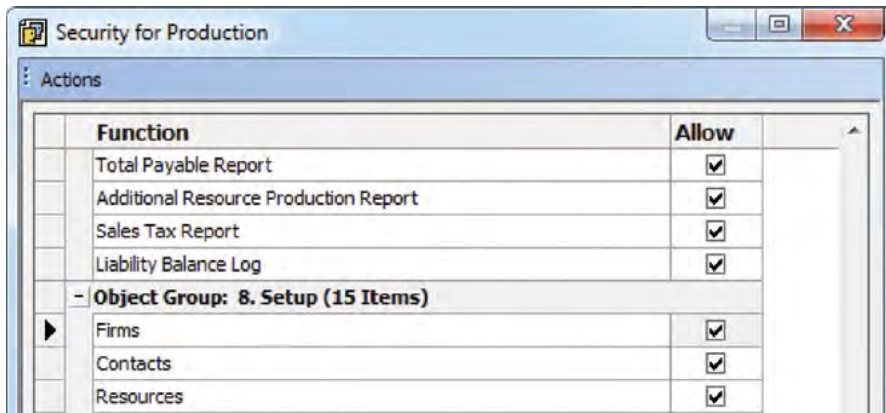 Security for Production
Actions
Function Allow
Total Payable Report
Additional Resource Production Report
Sales Tax Report
Liability Balance Log
Object Group: 8. Setup (15 Items)
Firms
Contacts
Resources